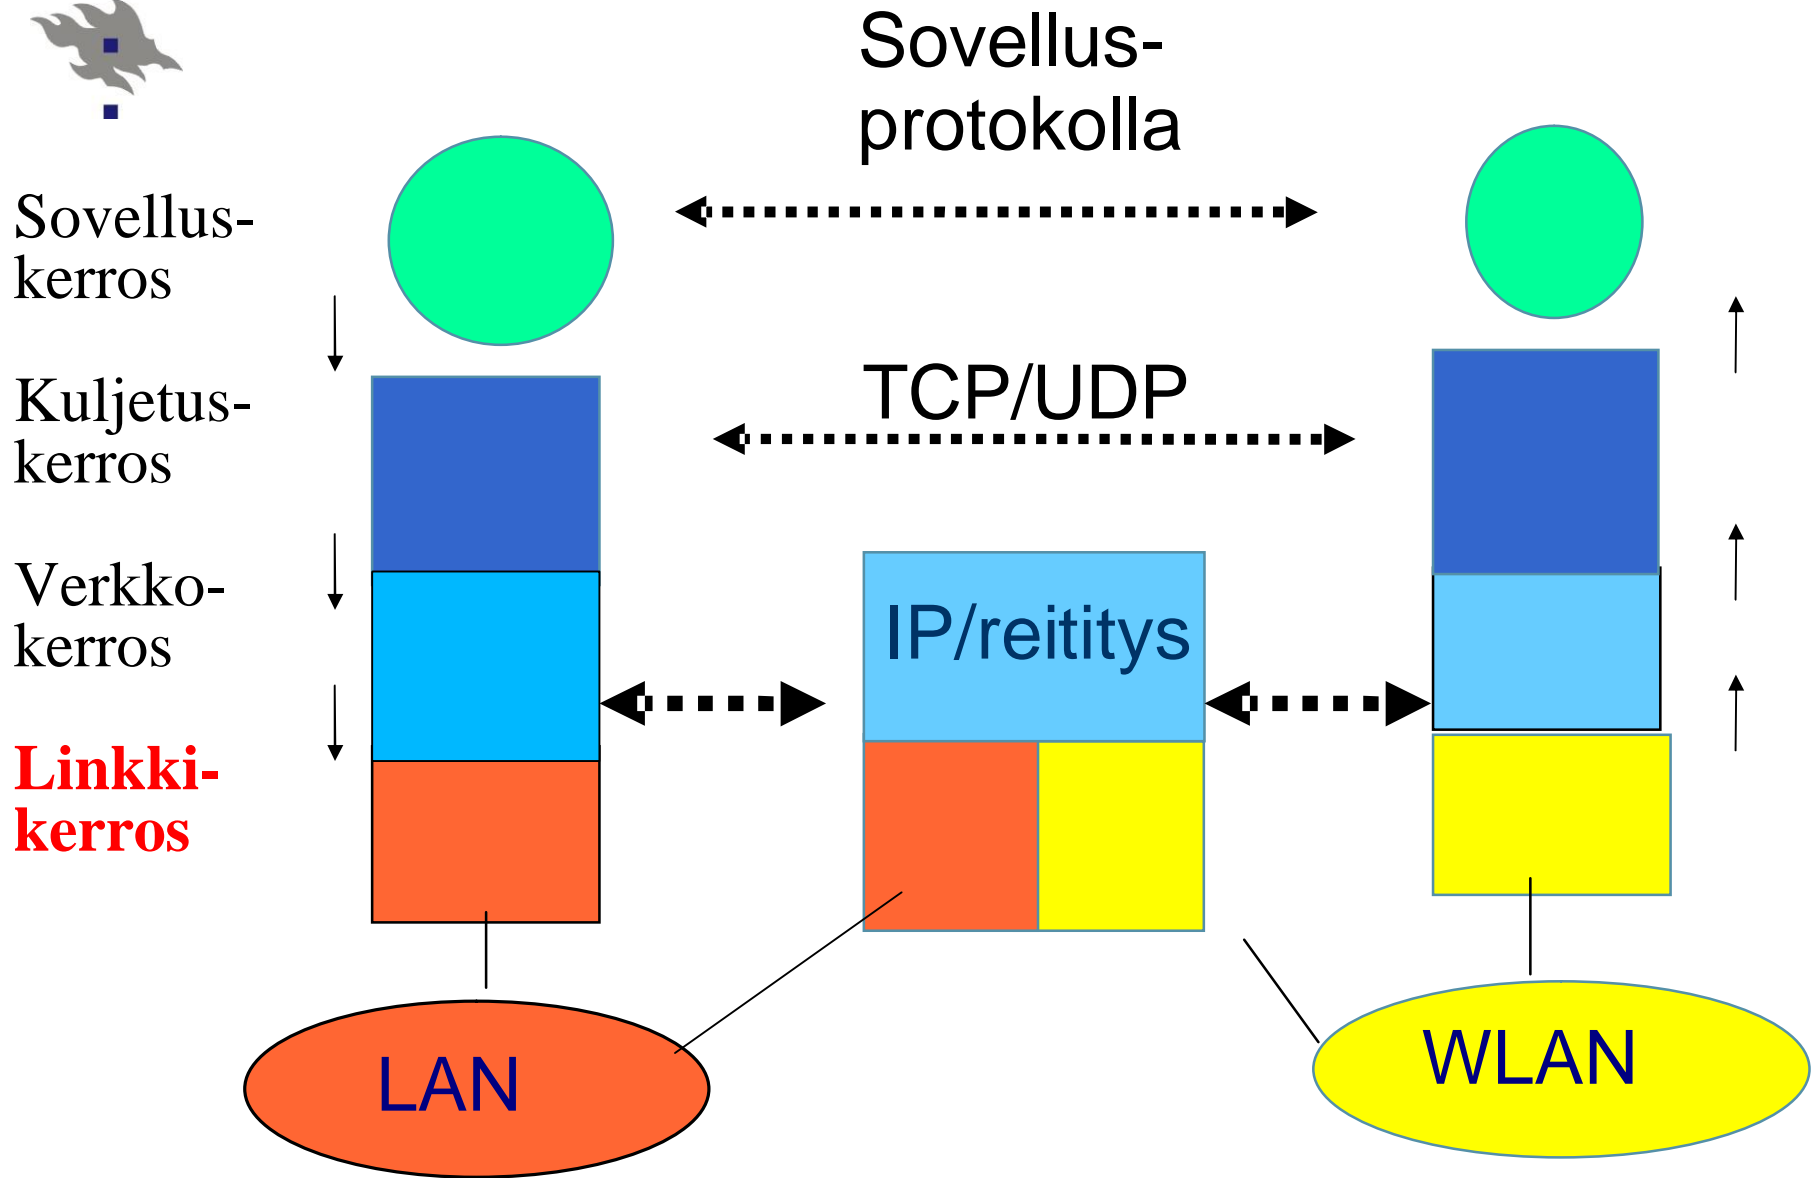 Sovellus-
protokolla
Sovellus-
kerros
TCP/UDP
Kuljetus-
kerros
Verkko-
kerros
IP/reititys
Linkki-
kerros
LAN
WLAN